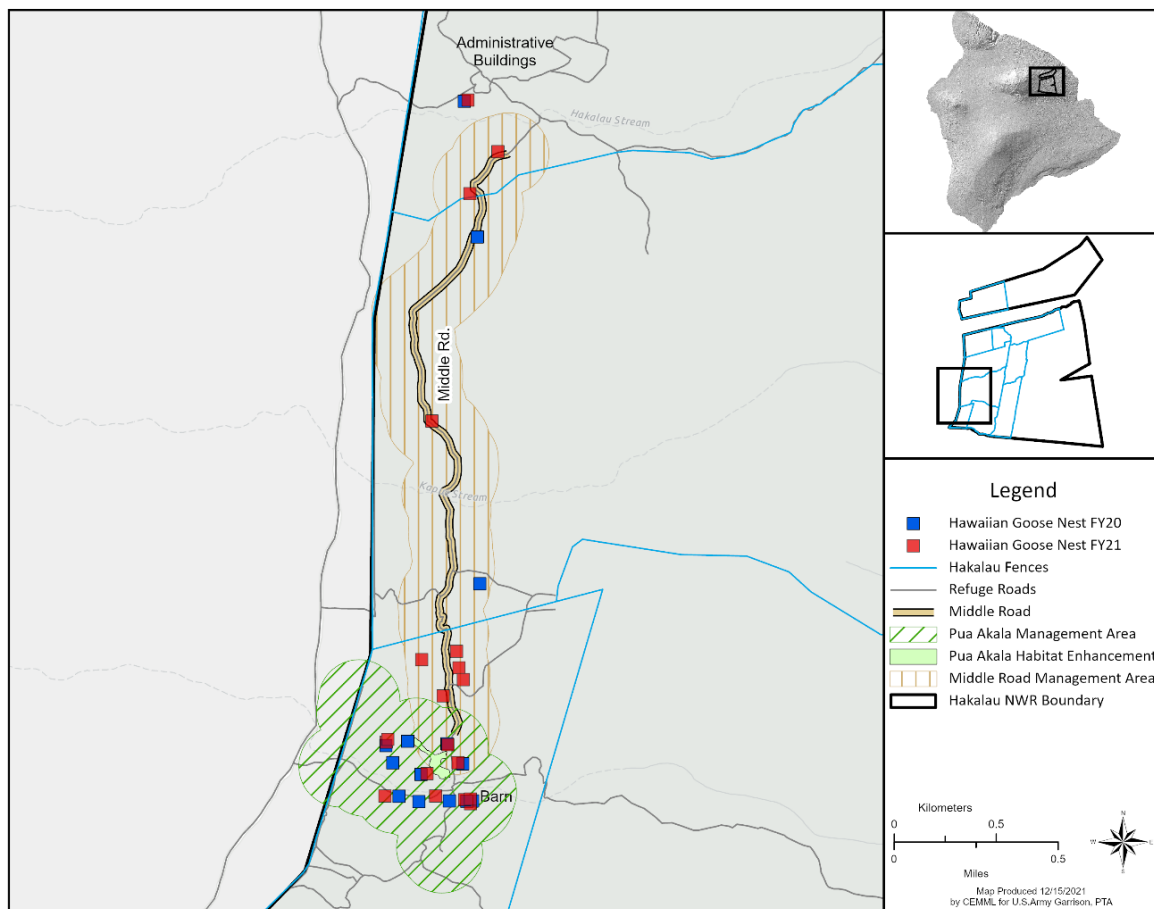 Administrative
Buildings
Hakalau Stream
Middle Rd.
Stream
Barn
Legend
Hawaiian Goose Nest FY20
Hawaiian Goose Nest FY21
Hakalau Fences
Refuge Roads
Middle Road
Pua Akala Management Area
Pua Akala Habitat Enhancement
Middle Road Management Area
Hakalau NWR Boundary
Kilometers
0 0.5
0 0.5
Miles
N
W
S
Map Produced 12/15/2021
by CEMML for U.S.Army Garrison, PTA